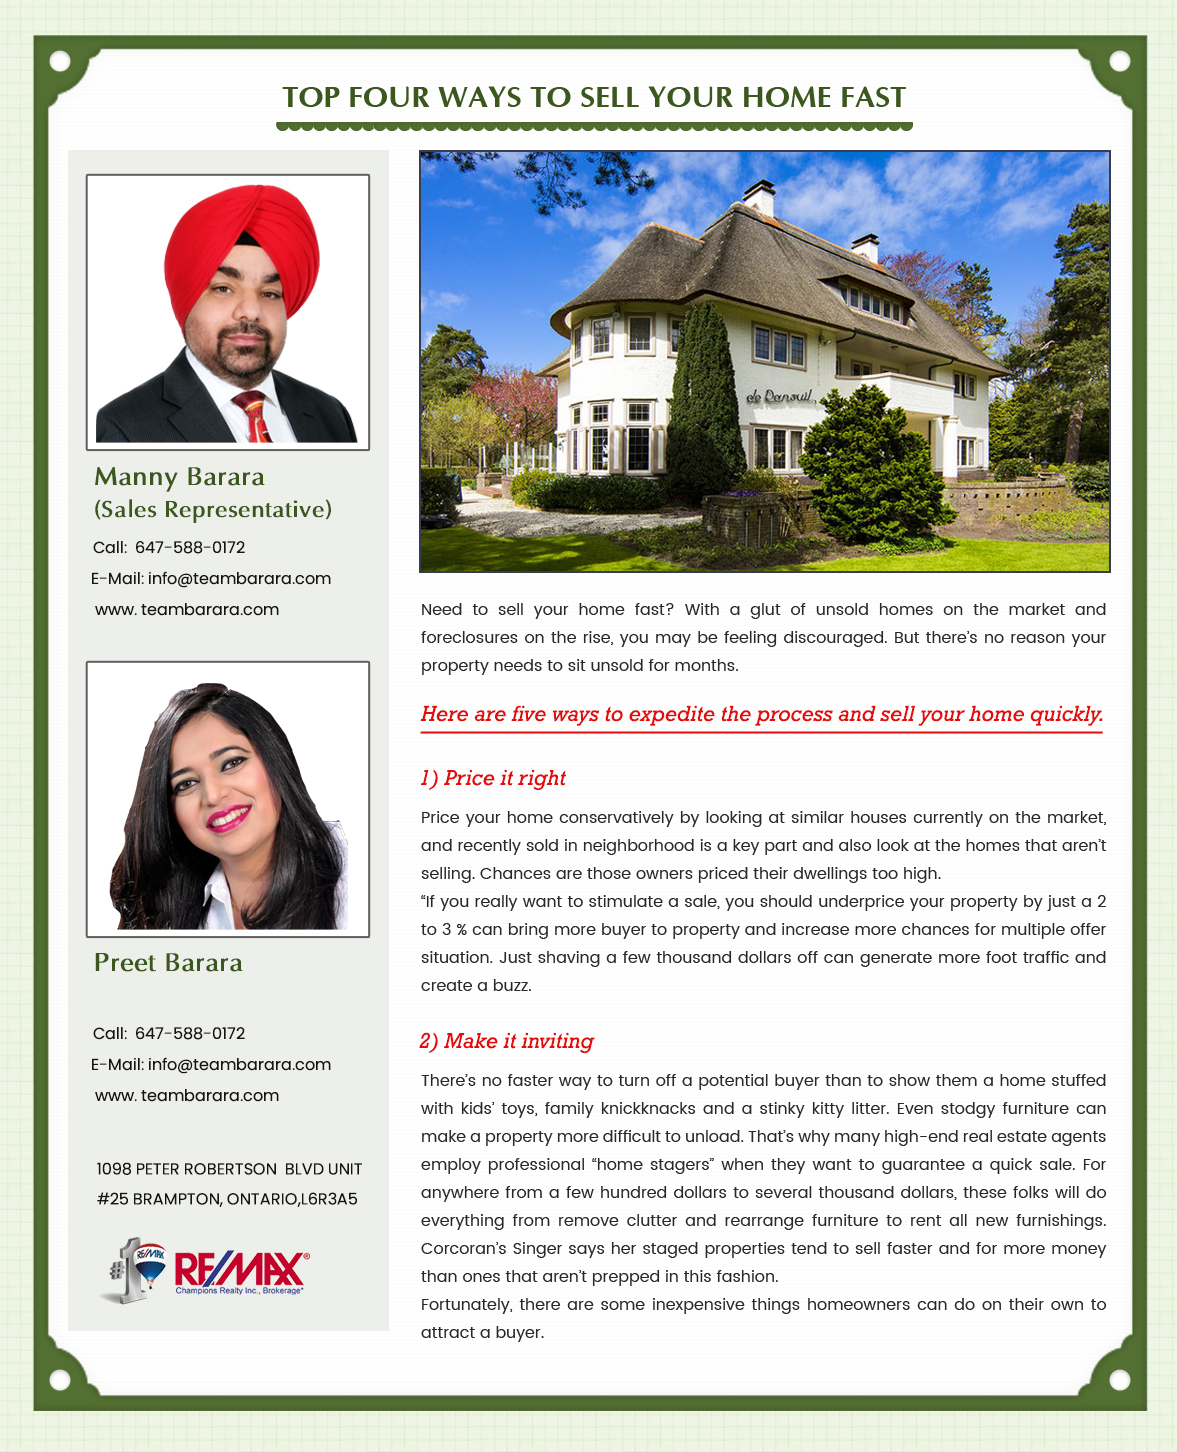 TOP FOUR WAYS TO SELL YOUR HOME FAST
Manny Barara
(Sales Representative)
Call: 647-588-0172
E-Mail: info@teambarara.com
www. teambarara.com
Preet Barara
Call: 647-588-0172
E-Mail: info@teambarara.com
www. teambarara.com
1098 PETER ROBERTSON BLVD UNIT
#25 BRAMPTON, ONTARIO,L6R3A5
#1
RE/MAX
RE/MAX®
Champions Realty Inc., Brokerage*
Need to sell your home fast? With a glut of unsold homes on the market and
foreclosures on the rise, you may be feeling discouraged. But there's no reason your
property needs to sit unsold for months.
Here are five ways to expedite the process and sell your home quickly.
1) Price it right
Price your home conservatively by looking at similar houses currently on the market,
and recently sold in neighborhood is a key part and also look at the homes that aren't
selling. Chances are those owners priced their dwellings too high.
“If you really want to stimulate a sale, you should underprice your property by just a 2
to 3 % can bring more buyer to property and increase more chances for multiple offer
situation. Just shaving a few thousand dollars off can generate more foot traffic and
create a buzz.
2) Make it inviting
There's no faster way to turn off a potential buyer than to show them a home stuffed
with kids' toys, family knickknacks and a stinky kitty litter. Even stodgy furniture can
make a property more difficult to unload. That's why many high-end real estate agents
employ professional “home stagers” when they want to guarantee a quick sale. For
anywhere from a few hundred dollars to several thousand dollars, these folks will do
everything from remove clutter and rearrange furniture to rent all new furnishings.
Corcoran's Singer says her staged properties tend to sell faster and for more money
than ones that aren't prepped in this fashion.
Fortunately, there are some inexpensive things homeowners can do on their own to
attract a buyer.